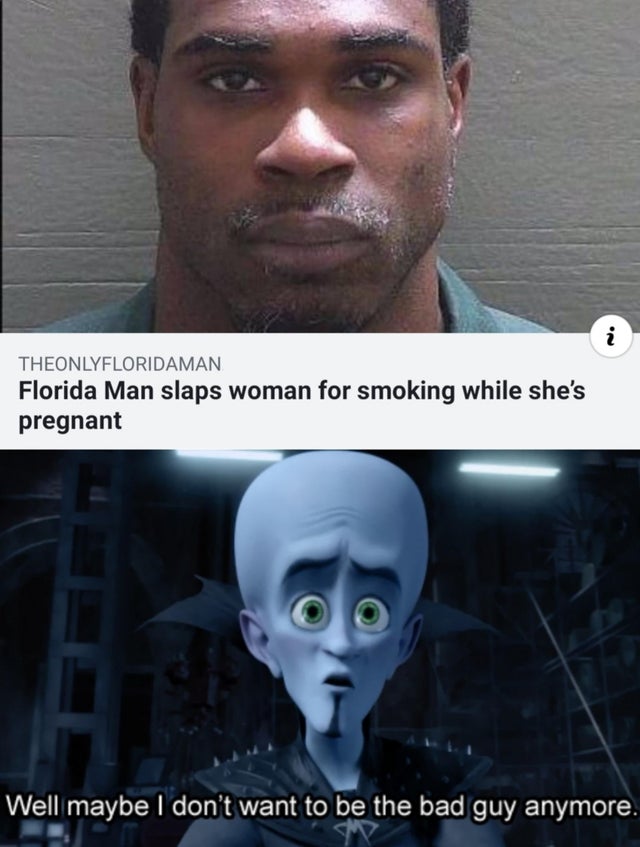 THEONLYFLORIDAMAN
Florida Man slaps woman for smoking while she's
pregnant
Well maybe I don't want to be the bad guy anymore.